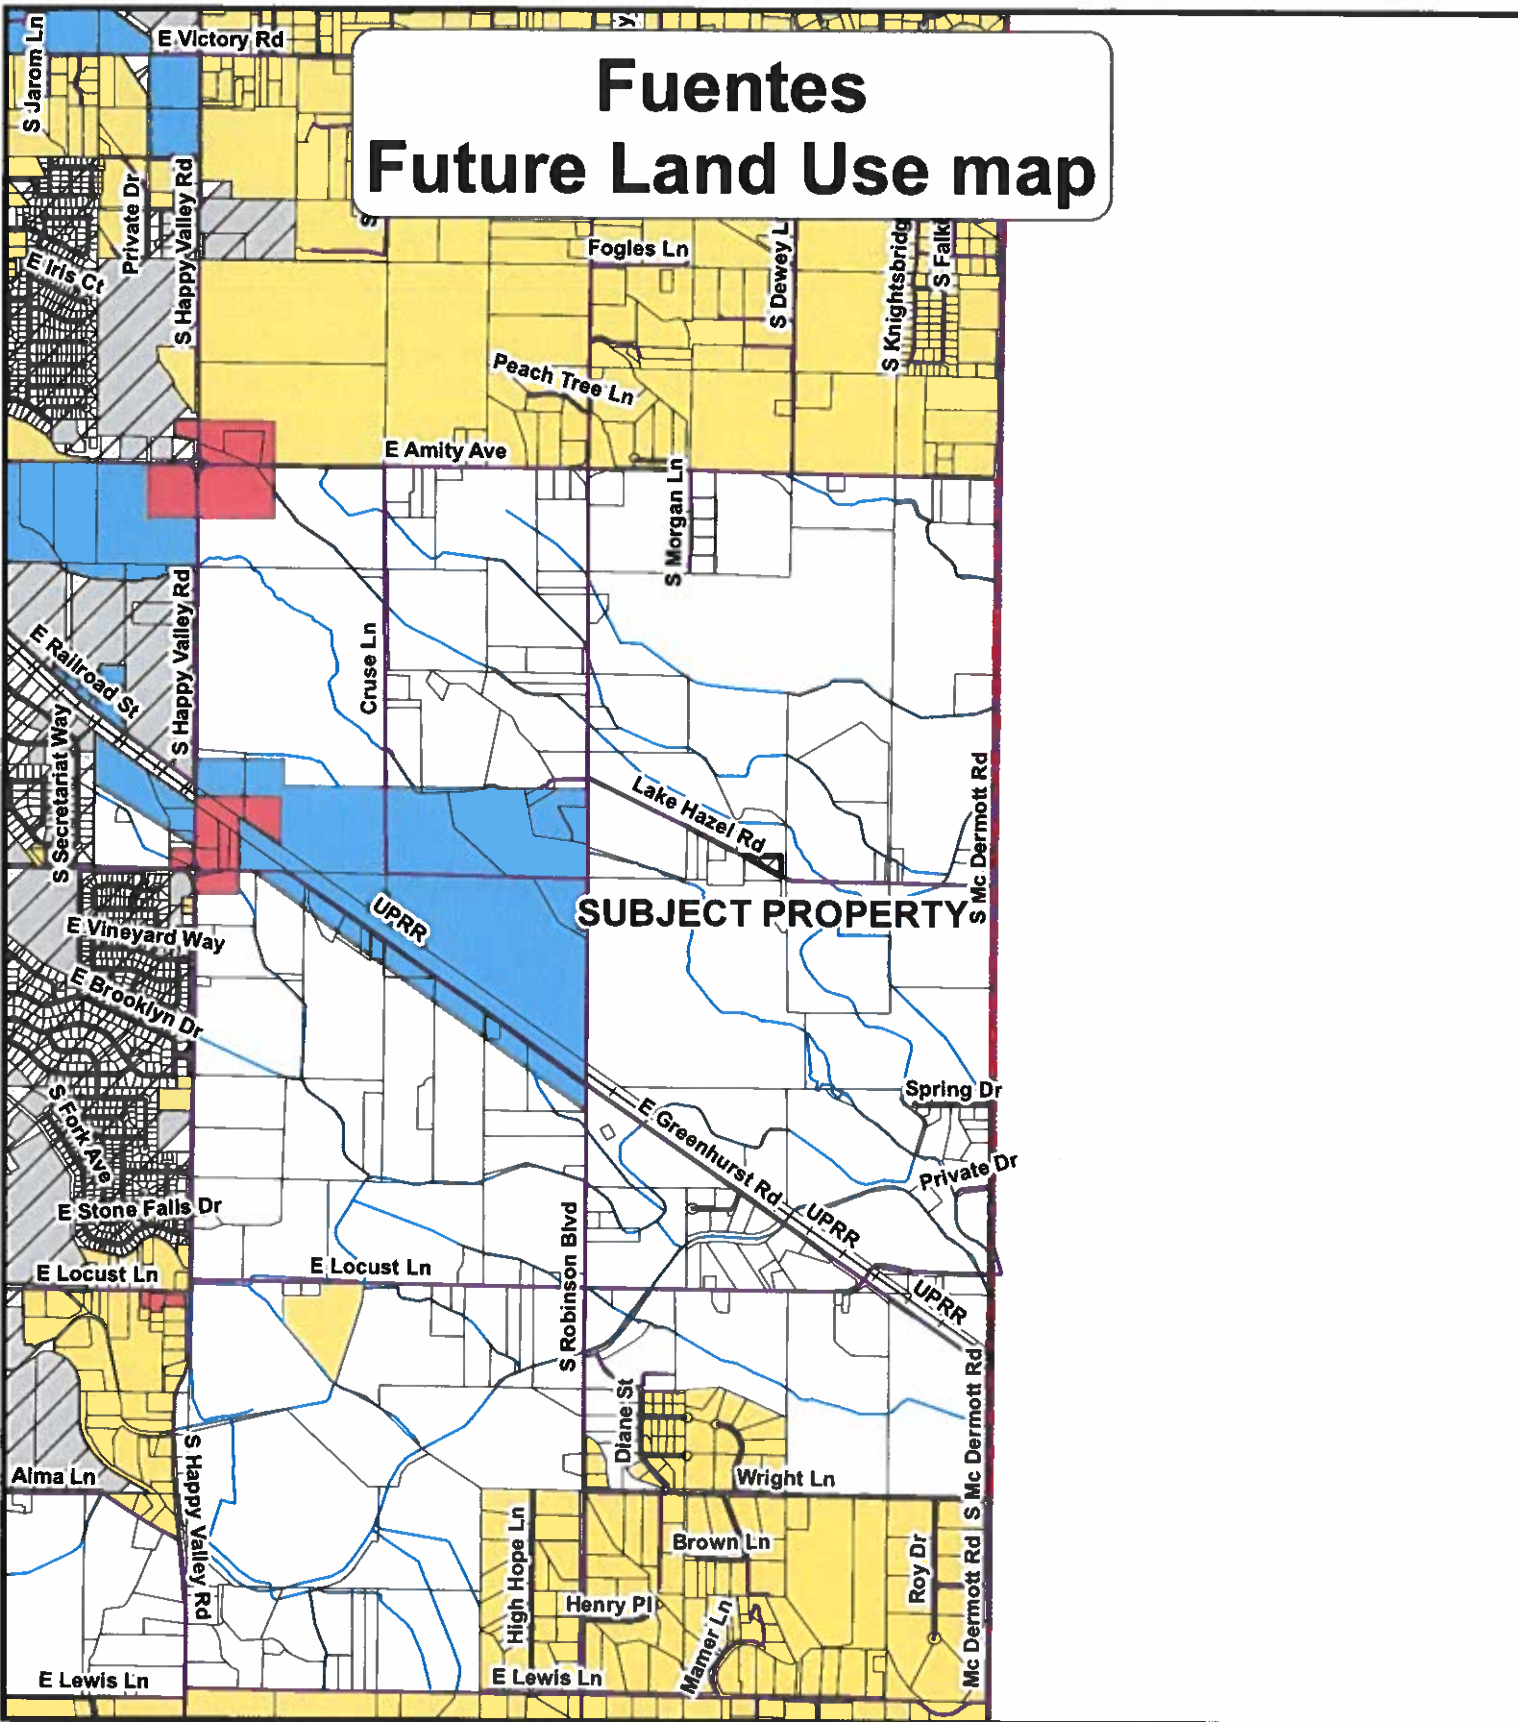 E Victory Rd
S Jarom Ln
Fuentes
Future Land Use map
Private Dr
S Happy Valley Rd
E Iris Ct
Fogles Ln
S Dewey L
S Knightsbridg
S Falk
Peach Tree Ln
E Amity Ave
S Morgan Ln
S Happy Valley Rd
Cruse Ln
E Railroad St
S Secretariat Way
Lake Hazel Rd
S Mc Dermott Rd
SUBJECT PROPERTY
UPRR
E Vineyard Way
E Brooklyn Dr
S Fork Ave
Spring Dr
E Greenhurst Rd
Private Dr
E Stone Falls Dr
UPRR
S Robinson Blvd
E Locust Ln
E Locust Ln
UPRR
S Mc Dermott Rd
Diane St
Alma Ln
S Happy Valley Rd
Wright Ln
High Hope Ln
Brown Ln
Roy Dr
Mc Dermott Rd
Henry Pl
Mamer Ln
E Lewis Ln
E Lewis Ln